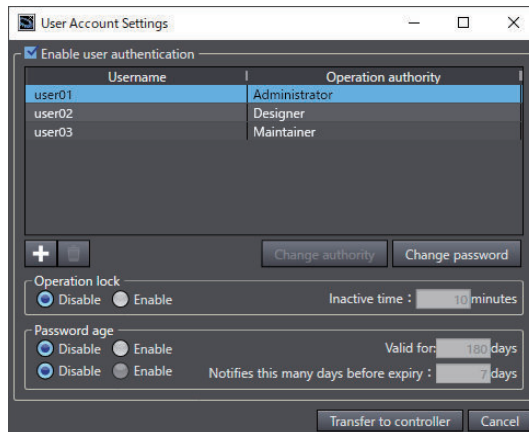 User Account Settings
Enable user authentication
Username Operation authority
user01 Administrator
user02 Designer
user03 Maintainer
Change authority Change password
Operation lock
Disable Enable Inactive time : 10 minutes
Password age
Disable Enable Valid for: 180 days
Disable Enable Notifies this many days before expiry : 7 days
Transfer to controller Cancel